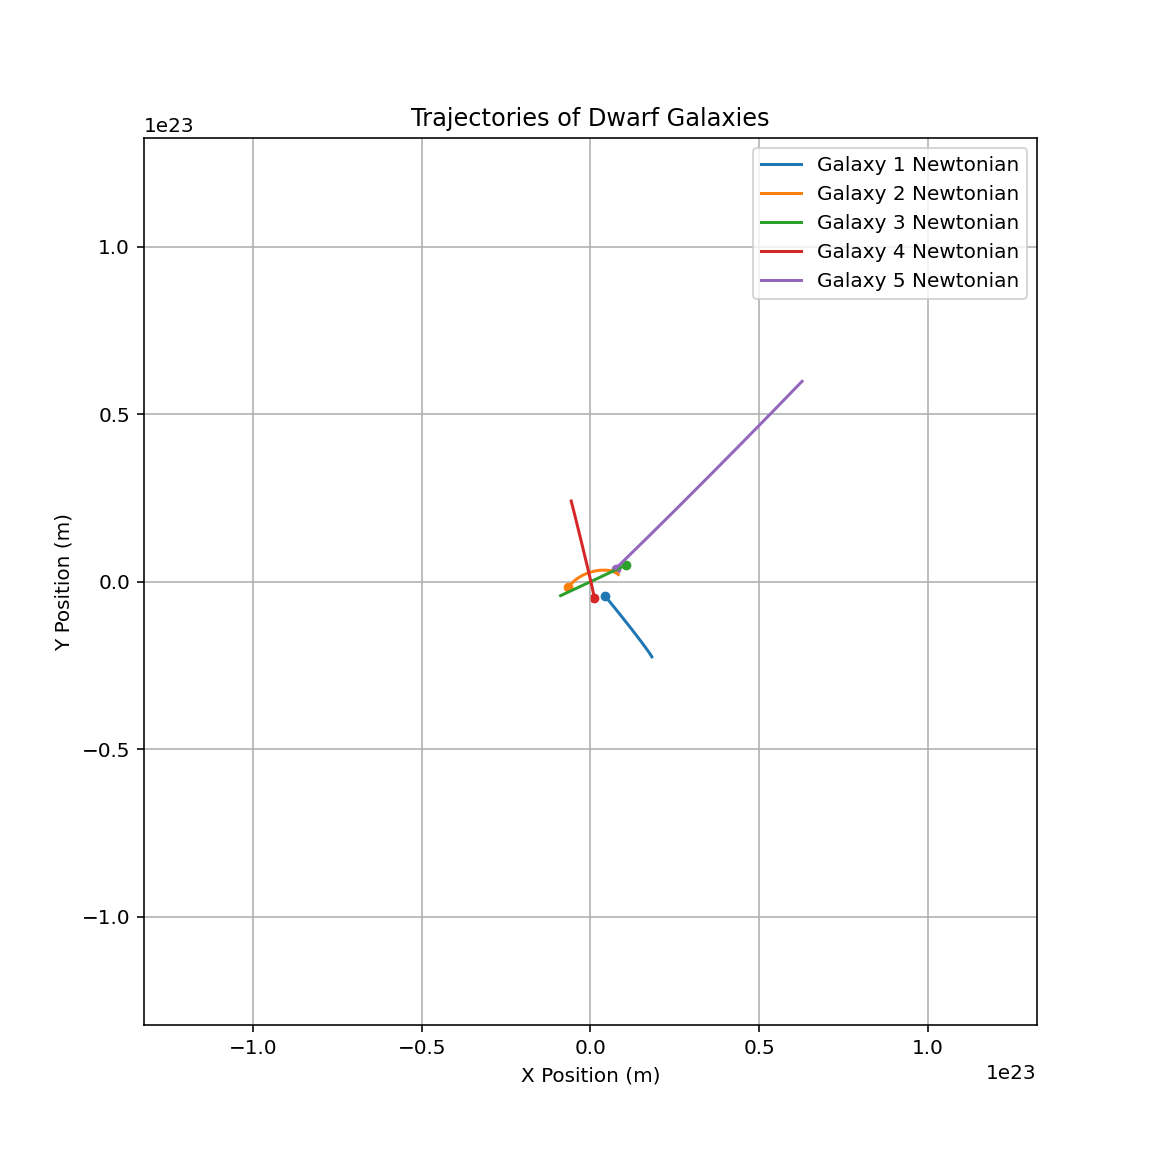 Trajectories of Dwarf Galaxies
1e23
Galaxy 1 Newtonian
Galaxy 2 Newtonian
Galaxy 3 Newtonian
Galaxy 4 Newtonian
Galaxy 5 Newtonian
1.0
0.5
0.0
−0.5
−1.0
Y Position (m)
−1.0 −0.5 0.0 0.5 1.0
X Position (m)
1e23